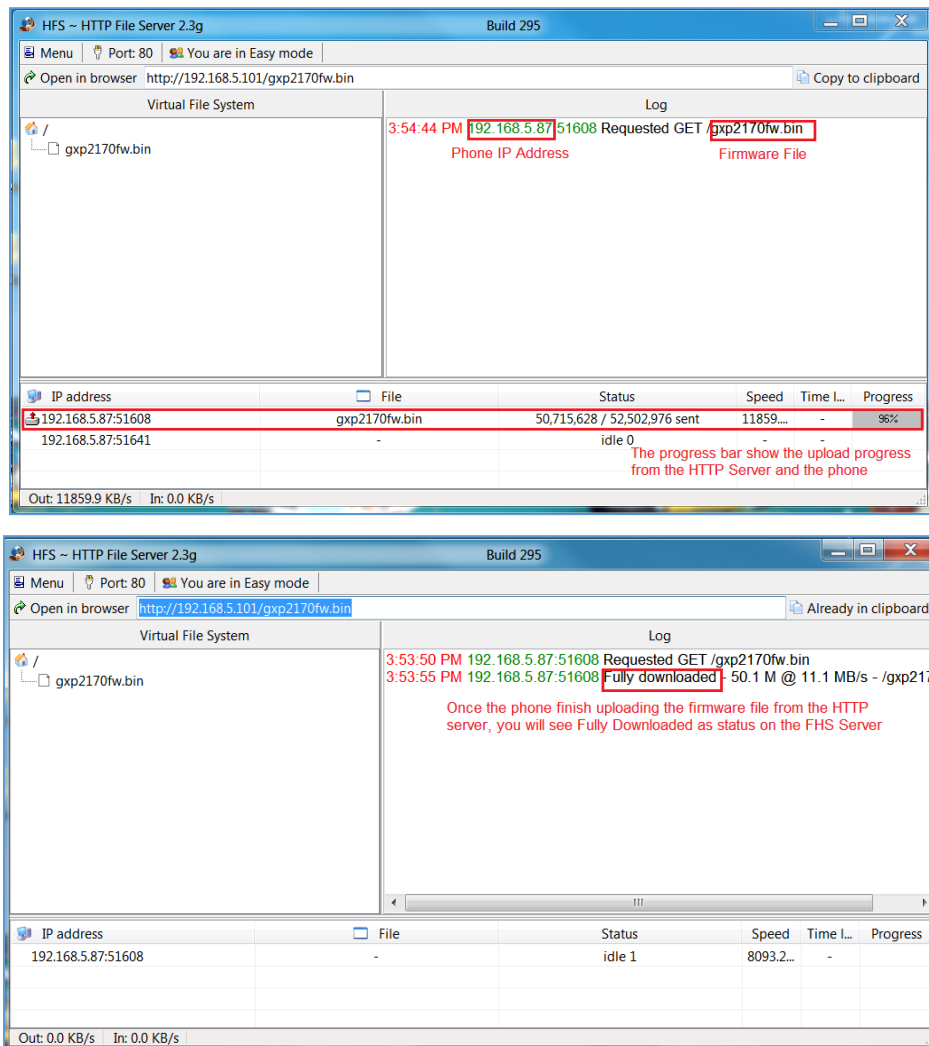 HFS ~ HTTP File Server 2.3g Build 295
Menu Port: 80 You are in Easy mode
Open in browser http://192.168.5.101/gxp2170fw.bin Copy to clipboard
Virtual File System Log
/
gxp2170fw.bin
3:54:44 PM 192.168.5.87:51608 Requested GET /gxp2170fw.bin
Phone IP Address Firmware File
IP address File Status Speed Time l... Progress
192.168.5.87:51608 gxp2170fw.bin 50,715,628 / 52,502,976 sent 11859.... - 96%
192.168.5.87:51641 - idle 0 - -
The progress bar show the upload progress
from the HTTP Server and the phone
Out: 11859.9 KB/s In: 0.0 KB/s
HFS ~ HTTP File Server 2.3g Build 295
Menu Port: 80 You are in Easy mode
Open in browser http://192.168.5.101/gxp2170fw.bin Already in clipboard
Virtual File System Log
/
gxp2170fw.bin
3:53:50 PM 192.168.5.87:51608 Requested GET /gxp2170fw.bin
3:53:55 PM 192.168.5.87:51608 Fully downloaded - 50.1 M @ 11.1 MB/s - /gxp217
Once the phone finish uploading the firmware file from the HTTP
server, you will see Fully Downloaded as status on the FHS Server
IP address File Status Speed Time l... Progress
192.168.5.87:51608 - idle 1 8093.2... -
Out: 0.0 KB/s In: 0.0 KB/s